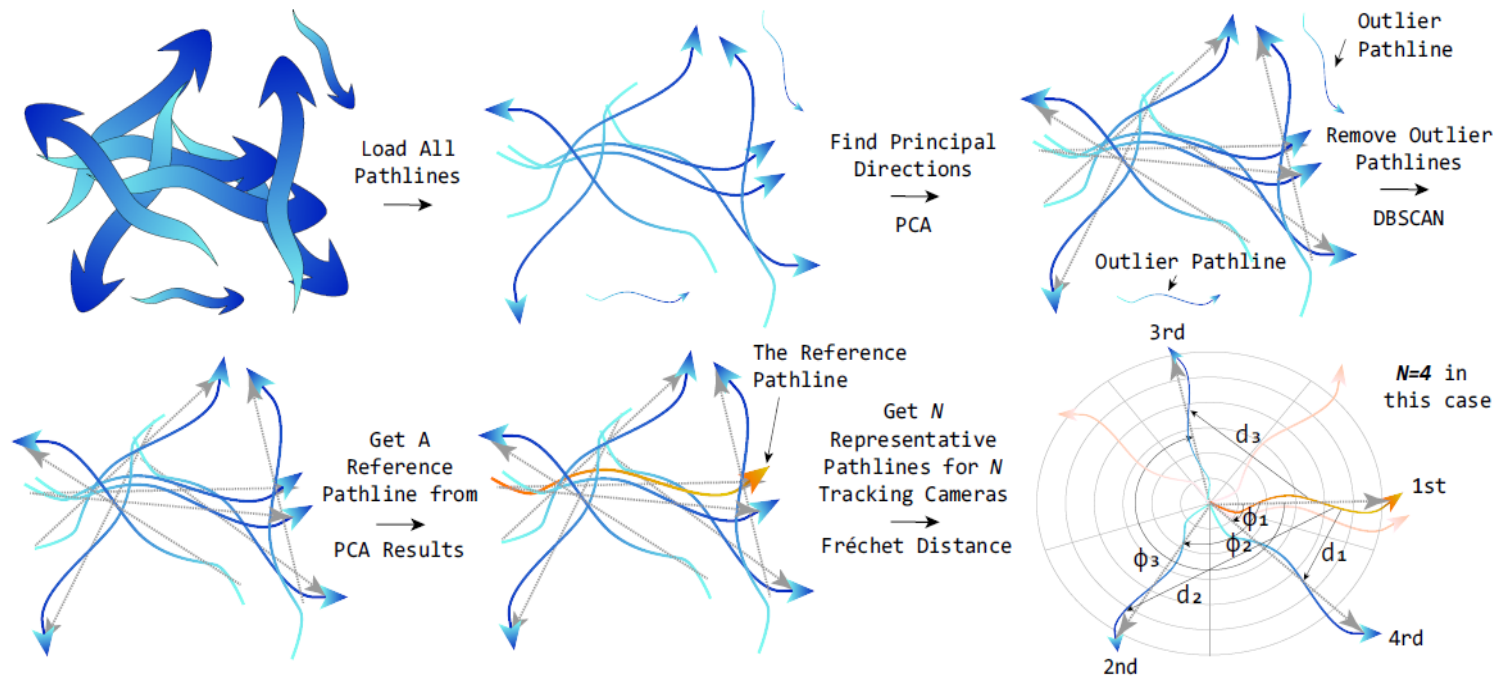 Load All
Pathlines
Find Principal
Directions
PCA
Outlier
Pathline
Outlier Pathline
Remove Outlier
Pathlines
DBSCAN
Get A
Reference
Pathline from
PCA Results
The Reference
Pathline
Get N
Representative
Pathlines for N
Tracking Cameras
Fréchet Distance
3rd
N=4 in
this case
d₃
1st
ϕ₁
ϕ₂
d₁
ϕ₃
d₂
4rd
2nd